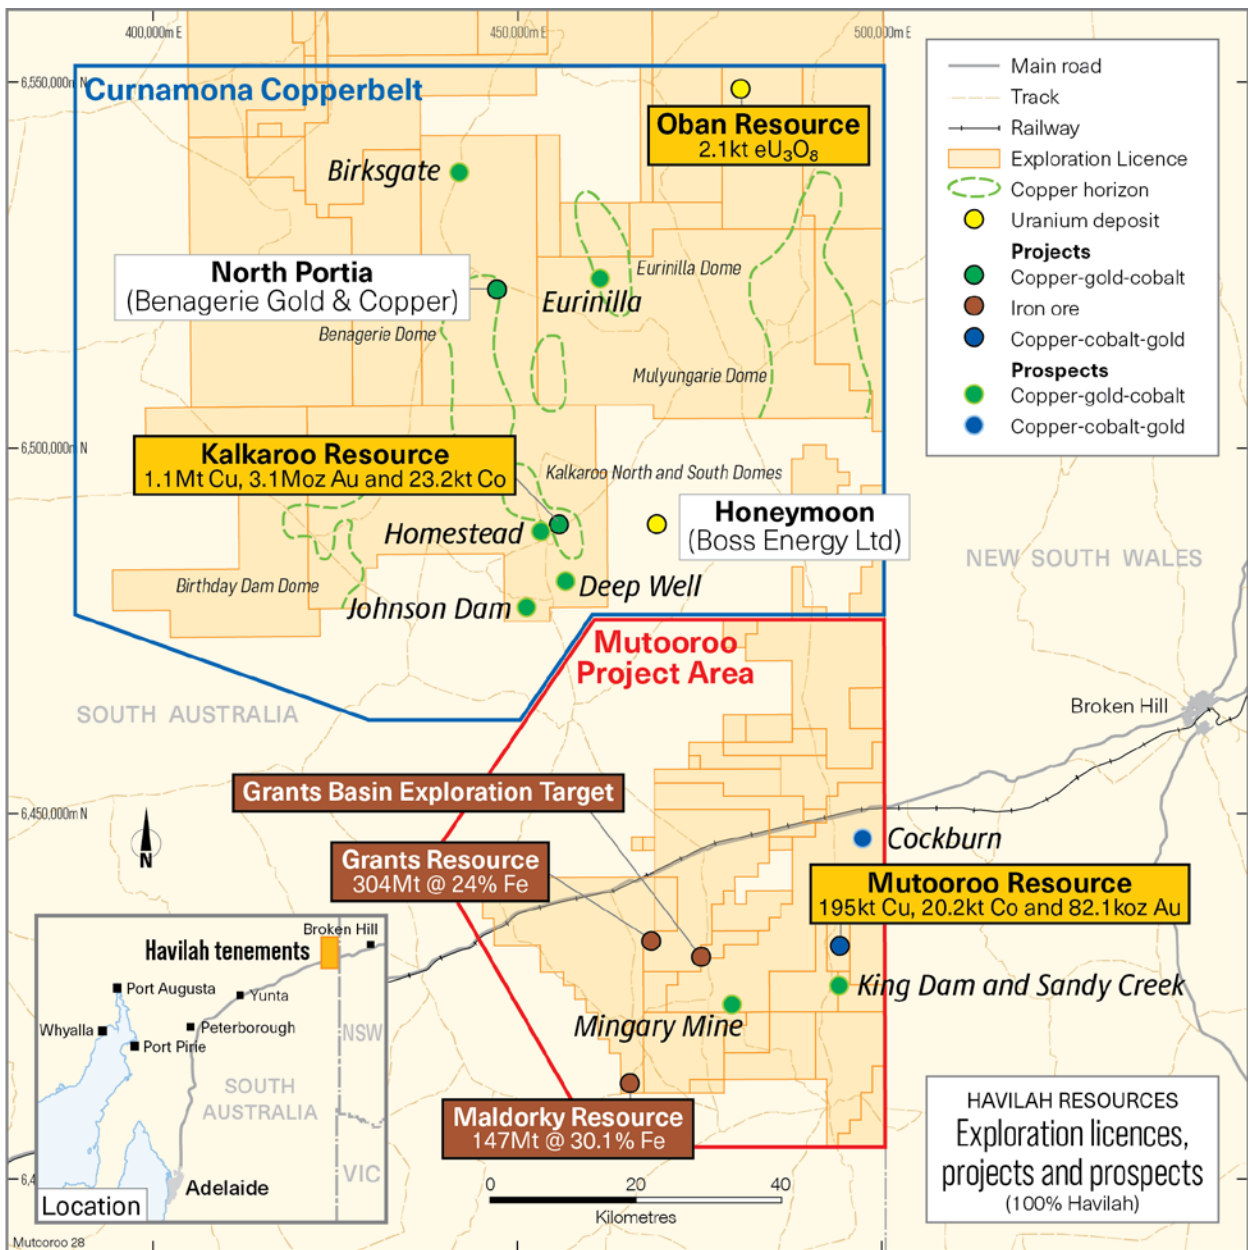 400,000m E
450,000m E
500,000m E
6,550,000m N
Curnamona Copperbelt
Oban Resource
2.1kt eU₃O₈
Birksgate
North Portia
(Benagerie Gold & Copper)
Eurinilla Dome
Eurinilla
Benagerie Dome
Mulyungarie Dome
6,500,000m N
Kalkaroo Resource
1.1Mt Cu, 3.1Moz Au and 23.2kt Co
Kalkaroo North and South Domes
Homestead
Honeymoon
(Boss Energy Ltd)
Birthday Dam Dome
Deep Well
Johnson Dam
Main road
Track
Railway
Exploration Licence
Copper horizon
Uranium deposit
Projects
Copper-gold-cobalt
Iron ore
Copper-cobalt-gold
Prospects
Copper-gold-cobalt
Copper-cobalt-gold
NEW SOUTH WALES
Mutooroo
Project Area
SOUTH AUSTRALIA
Broken Hill
Grants Basin Exploration Target
6,450,000m N
N
Grants Resource
304Mt @ 24% Fe
Cockburn
Mutooroo Resource
195kt Cu, 20.2kt Co and 82.1koz Au
King Dam and Sandy Creek
Mingary Mine
Maldorky Resource
147Mt @ 30.1% Fe
Broken Hill
Havilah tenements
Port Augusta
Yunta
Whyalla
Peterborough
Port Pirie
NSW
SOUTH
AUSTRALIA
VIC
Adelaide
Location
6,4
0 20 40
Kilometres
HAVILAH RESOURCES
Exploration licences,
projects and prospects
(100% Havilah)
Mutcoroo 28